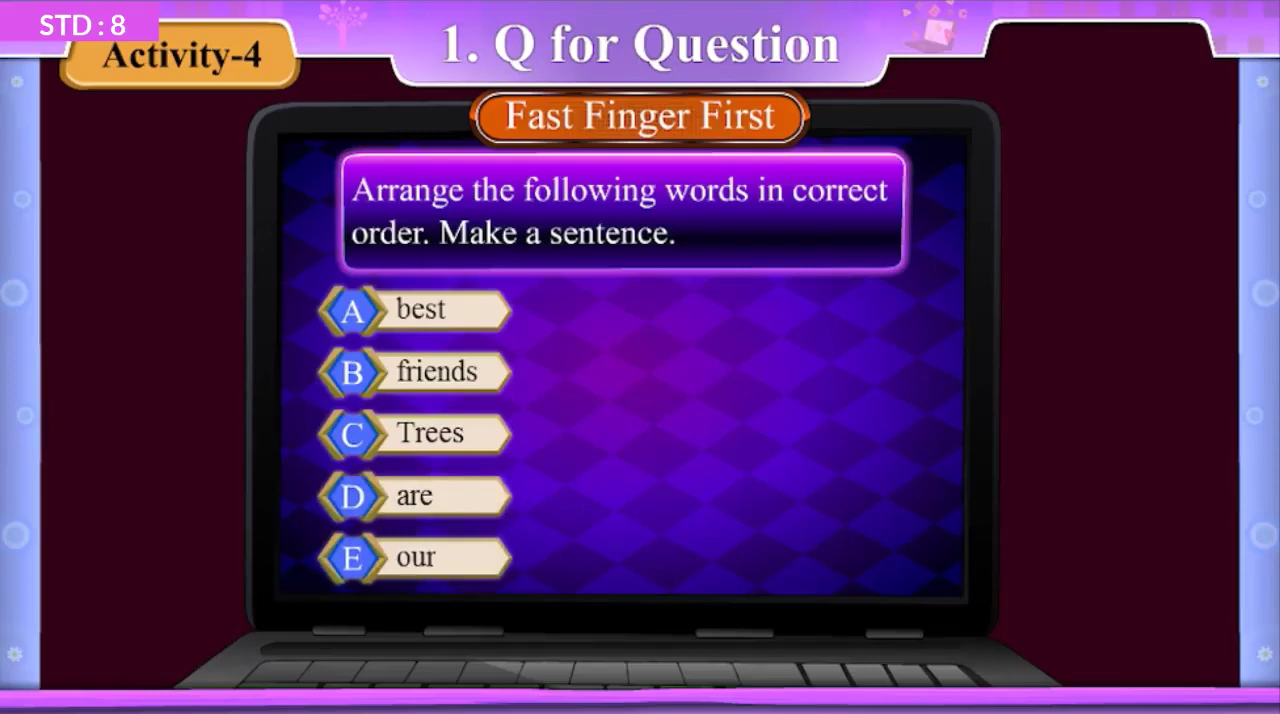 STD : 8
Activity-4
1. Q for Question
Fast Finger First
Arrange the following words in correct
order. Make a sentence.
A best
B friends
C Trees
D are
E our